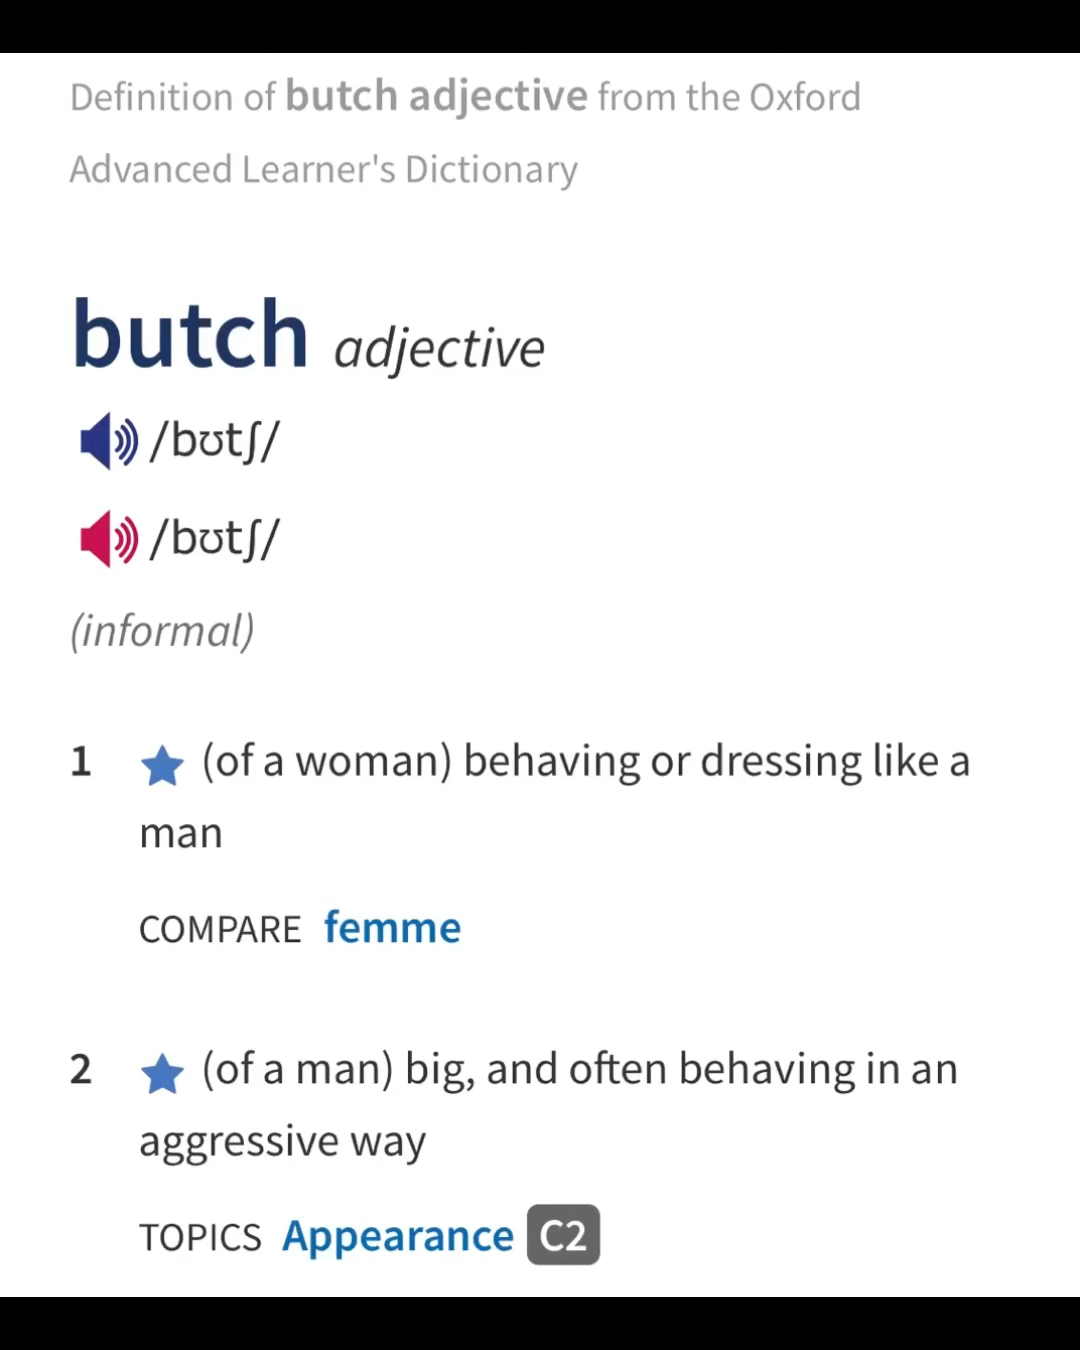 Definition of butch adjective from the Oxford
Advanced Learner's Dictionary
butch adjective
/bʊtʃ/
/bʊtʃ/
(informal)
1 (of a woman) behaving or dressing like a
man
COMPARE femme
2 (of a man) big, and often behaving in an
aggressive way
TOPICS Appearance C2